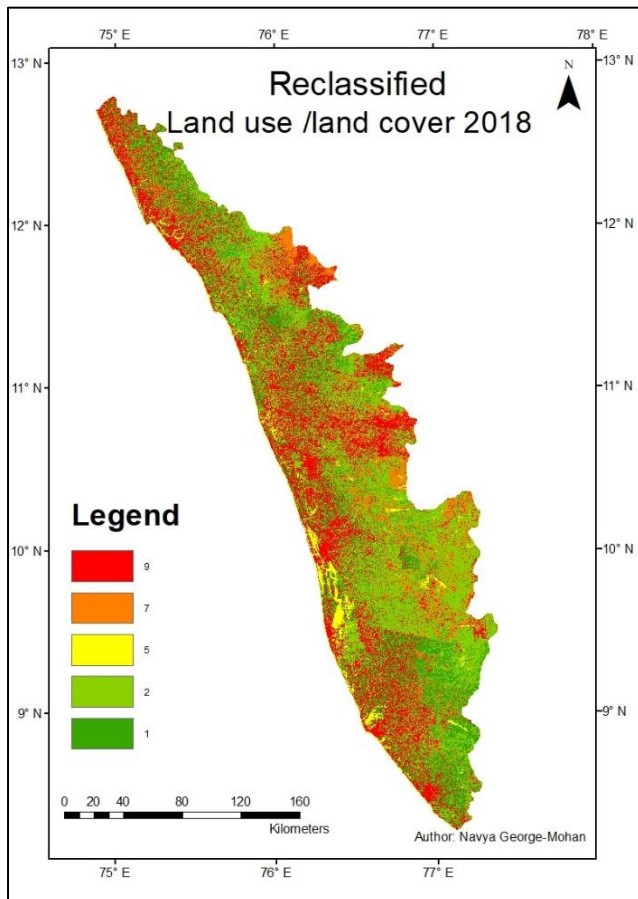 75° E 76° E 77° E 78° E
13° N 13° N
N
Reclassified
Land use /land cover 2018
12° N 12° N
11° N 11° N
Legend
10° N 10° N
9
7
5
2
1
9° N 9° N
0 20 40 80 120 160
Kilometers
Author: Navya George-Mohan
75° E 76° E 77° E